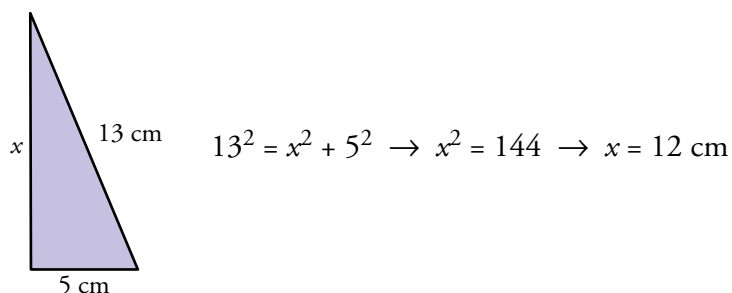 x
13 cm
13² = x² + 5² → x² = 144 → x = 12 cm
5 cm